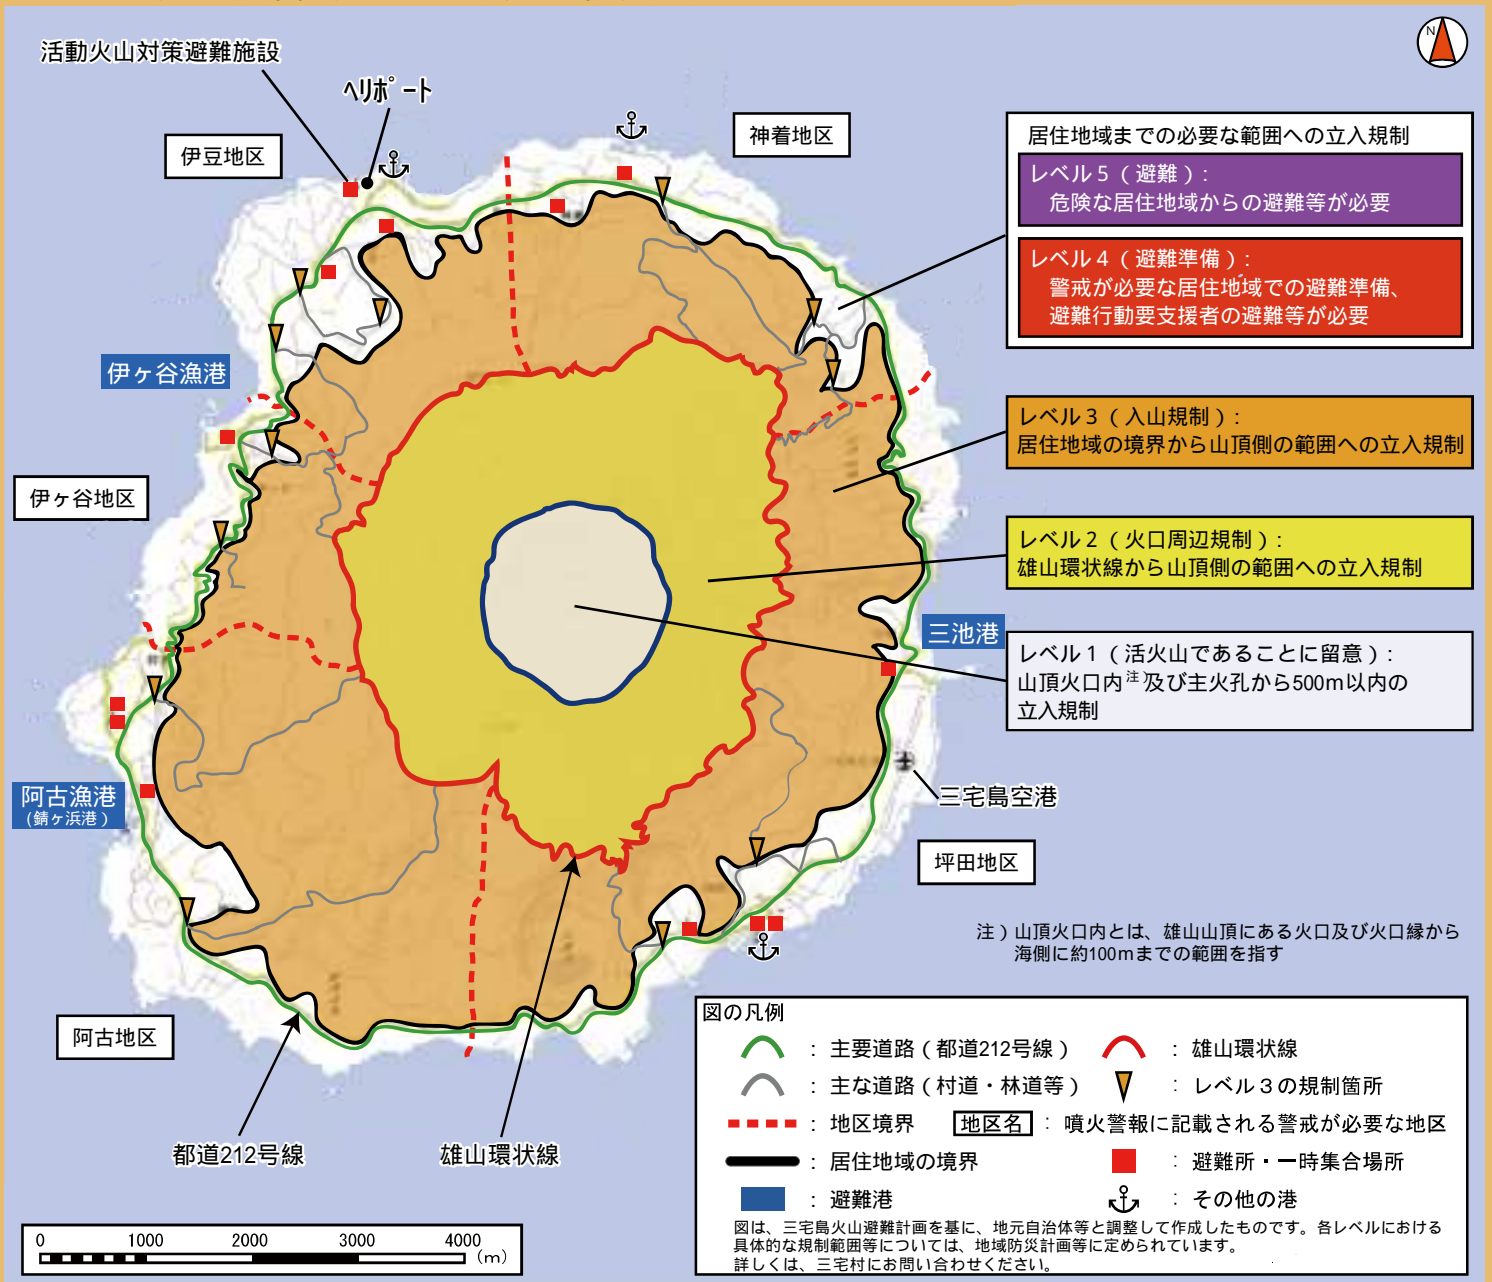 活動火山対策避難施設
ヘリポート
N
伊豆地区
神着地区
居住地域までの必要な範囲への立入規制
レベル5（避難）:
危険な居住地域からの避難等が必要
レベル4（避難準備）:
警戒が必要な居住地域での避難準備、
避難行動要支援者の避難等が必要
伊ヶ谷漁港
レベル3（入山規制）:
居住地域の境界から山頂側の範囲への立入規制
伊ヶ谷地区
レベル2（火口周辺規制）:
雄山環状線から山頂側の範囲への立入規制
三池港
レベル1（活火山であることに留意）:
山頂火口内注）及び主火孔から500m以内の
立入規制
阿古漁港
（錆ヶ浜港）
三宅島空港
坪田地区
注）山頂火口内とは、雄山山頂にある火口及び火口縁から
海側に約100mまでの範囲を指す
阿古地区
都道212号線
雄山環状線
図の凡例
：主要道路（都道212号線）
：雄山環状線
：主な道路（村道・林道等）
：レベル3の規制箇所
：地区境界
地区名：噴火警報に記載される警戒が必要な地区
：居住地域の境界
：避難所・一時集合場所
：避難港
：その他の港
図は、三宅島火山避難計画を基に、地元自治体等と調整して作成したものです。各レベルにおける
具体的な規制範囲等については、地域防災計画等に定められています。
詳しくは、三宅村にお問い合わせください。
0 1000 2000 3000 4000
（m）